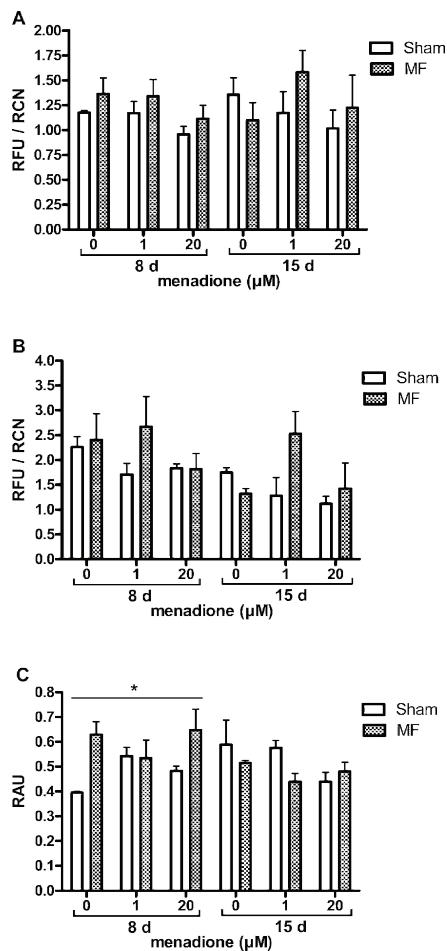 A
2.00
1.75
1.50
1.25
1.00
0.75
0.50
0.25
0.00
RFU / RCN
Sham
MF
0 1 20 0 1 20
8 d 15 d
menadione (µM)
B
4.0
3.5
3.0
2.5
2.0
1.5
1.0
0.5
0.0
RFU / RCN
Sham
MF
0 1 20 0 1 20
8 d 15 d
menadione (µM)
C
0.8
0.7
0.6
0.5
0.4
0.3
0.2
0.1
0.0
RAU
*
Sham
MF
0 1 20 0 1 20
8 d 15 d
menadione (µM)